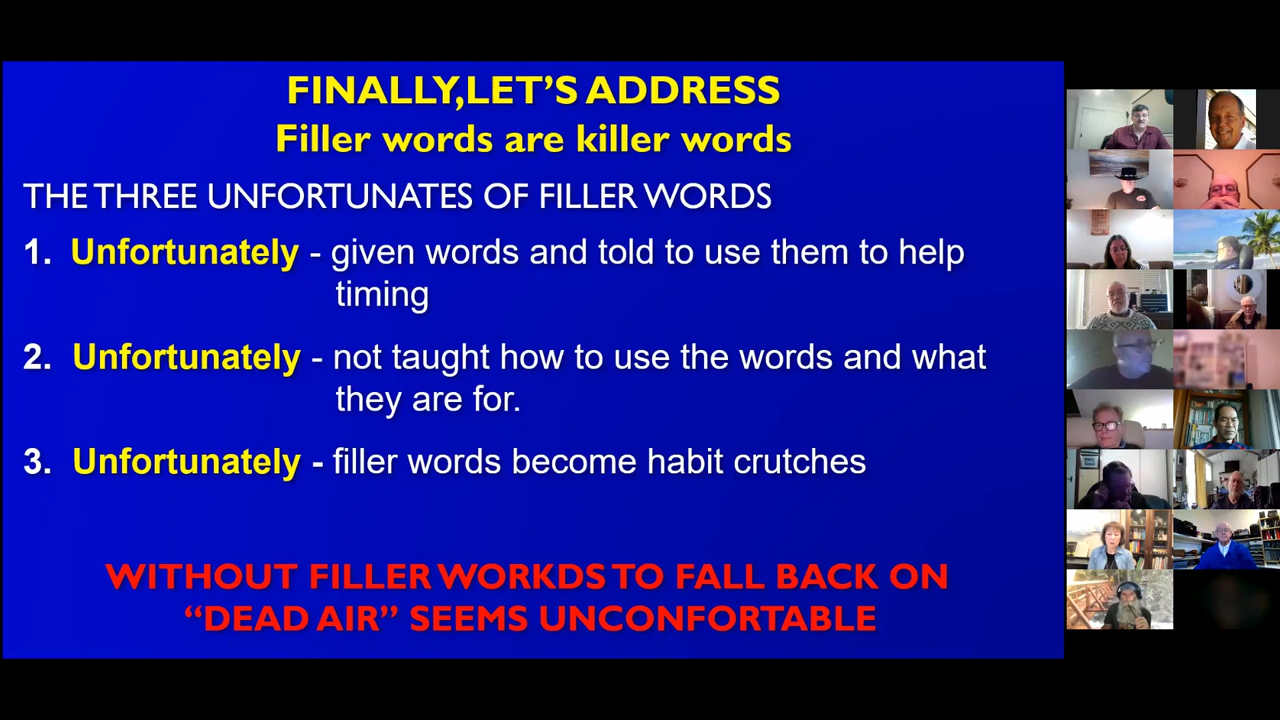 FINALLY,LET'S ADDRESS
Filler words are killer words
THE THREE UNFORTUNATES OF FILLER WORDS
1. Unfortunately - given words and told to use them to help
timing
2. Unfortunately - not taught how to use the words and what
they are for.
3. Unfortunately - filler words become habit crutches
WITHOUT FILLER WORKDS TO FALL BACK ON
“DEAD AIR” SEEMS UNCONFORTABLE